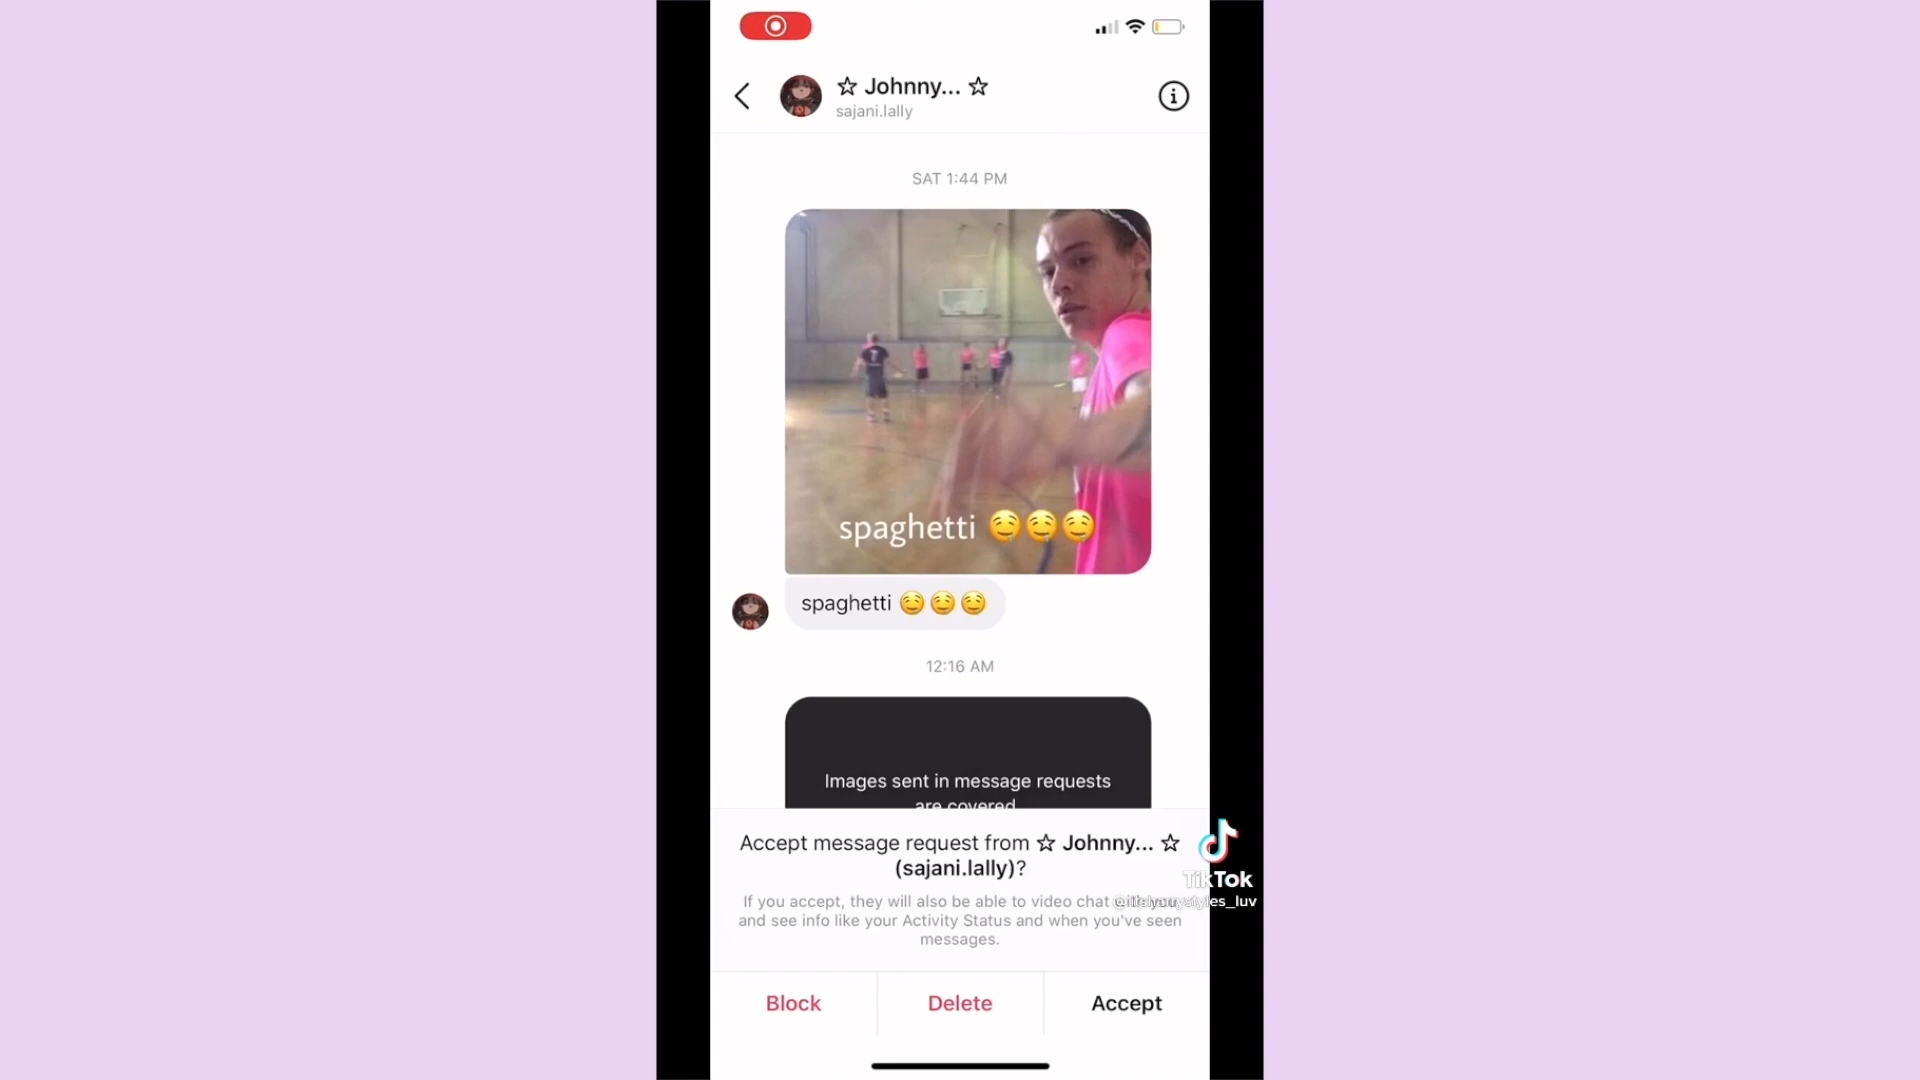 ☆ Johnny... ☆
sajani.lally
SAT 1:44 PM
spaghetti 🤤🤤🤤
spaghetti 🤤🤤🤤
12:16 AM
Images sent in message requests
are covered
Accept message request from ☆ Johnny... ☆
(sajani.lally)?
If you accept, they will also be able to video chat with you
and see info like your Activity Status and when you've seen
messages.
TikTok
Block
Delete
Accept